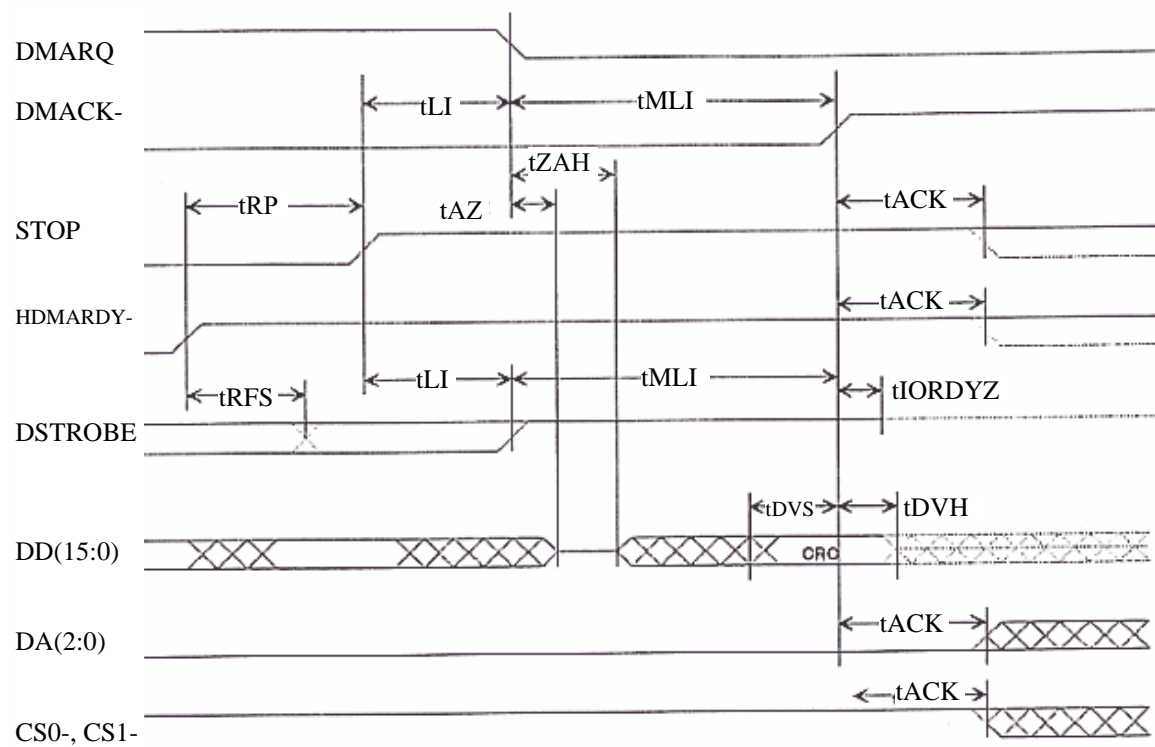 DMARQ
DMACK-
tLI
tMLI
tZAH
tRP
tAZ
tACK
STOP
HDMARDY-
tACK
tLI
tMLI
tRFS
tIORDYZ
DSTROBE
tDVS
tDVH
DD(15:0)
CRC
DA(2:0)
tACK
tACK
CS0-, CS1-